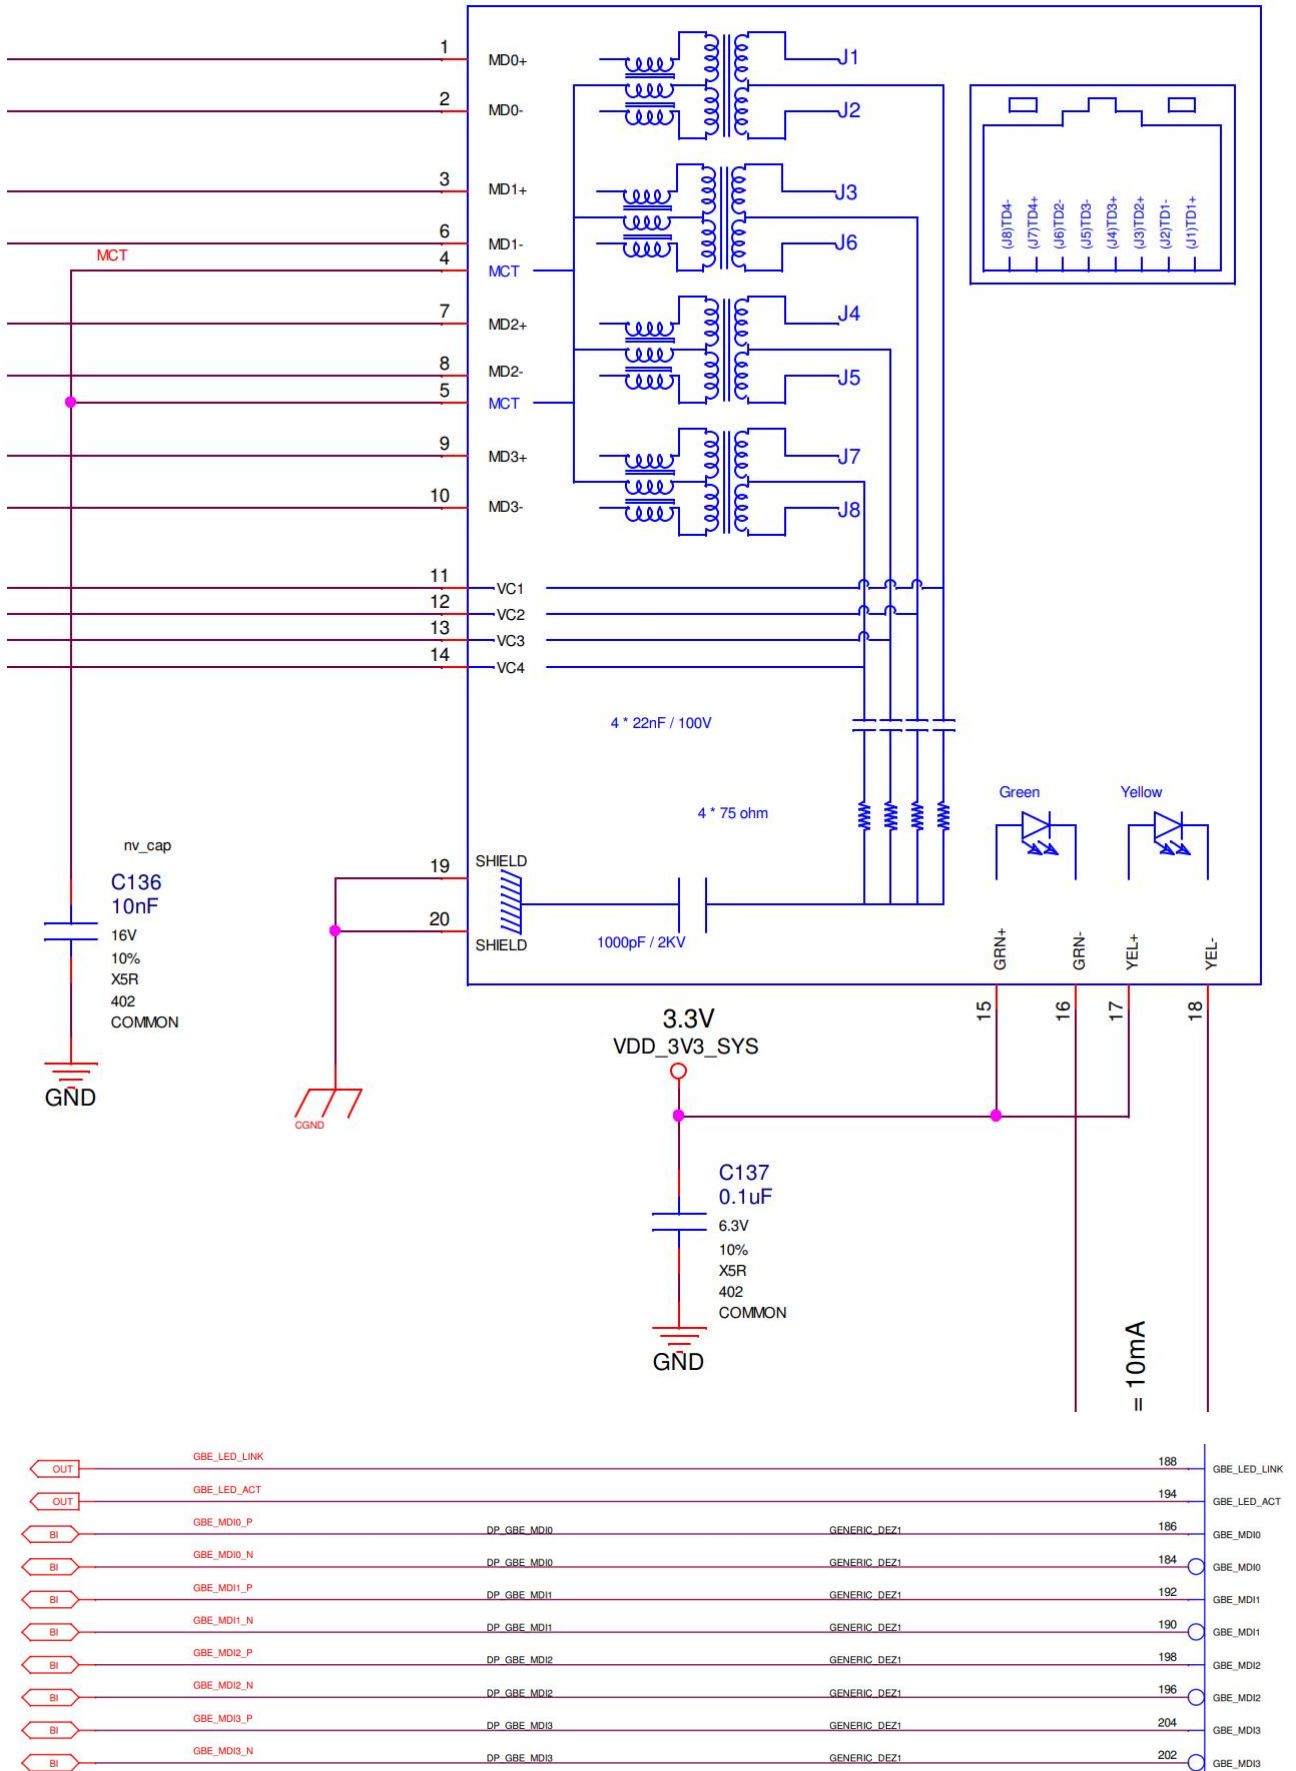 1 MD0+ J1
2 MD0- J2
3 MD1+ J3
6 MD1- J6
MCT 4 MCT
7 MD2+ J4
8 MD2- J5
5 MCT
9 MD3+ J7
10 MD3- J8
(J8)TD4-
(J7)TD4+
(J6)TD2-
(J5)TD3-
(J4)TD3+
(J3)TD2+
(J2)TD1-
(J1)TD1+
11 VC1
12 VC2
13 VC3
14 VC4
4 * 22nF / 100V
4 * 75 ohm
Green Yellow
nv_cap
C136
10nF
16V
10%
X5R
402
COMMON
GND
19 SHIELD
20 SHIELD
1000pF / 2KV
CGND
GRN+
GRN-
YEL+
YEL-
15
16
17
18
3.3V
VDD_3V3_SYS
C137
0.1uF
6.3V
10%
X5R
402
COMMON
GND
= 10mA
OUT GBE_LED_LINK 188 GBE_LED_LINK
OUT GBE_LED_ACT 194 GBE_LED_ACT
BI GBE_MDI0_P DP_GBE_MDI0 GENERIC_DEZ1 186 GBE_MDI0
BI GBE_MDI0_N DP_GBE_MDI0 GENERIC_DEZ1 184 GBE_MDI0
BI GBE_MDI1_P DP_GBE_MDI1 GENERIC_DEZ1 192 GBE_MDI1
BI GBE_MDI1_N DP_GBE_MDI1 GENERIC_DEZ1 190 GBE_MDI1
BI GBE_MDI2_P DP_GBE_MDI2 GENERIC_DEZ1 198 GBE_MDI2
BI GBE_MDI2_N DP_GBE_MDI2 GENERIC_DEZ1 196 GBE_MDI2
BI GBE_MDI3_P DP_GBE_MDI3 GENERIC_DEZ1 204 GBE_MDI3
BI GBE_MDI3_N DP_GBE_MDI3 GENERIC_DEZ1 202 GBE_MDI3